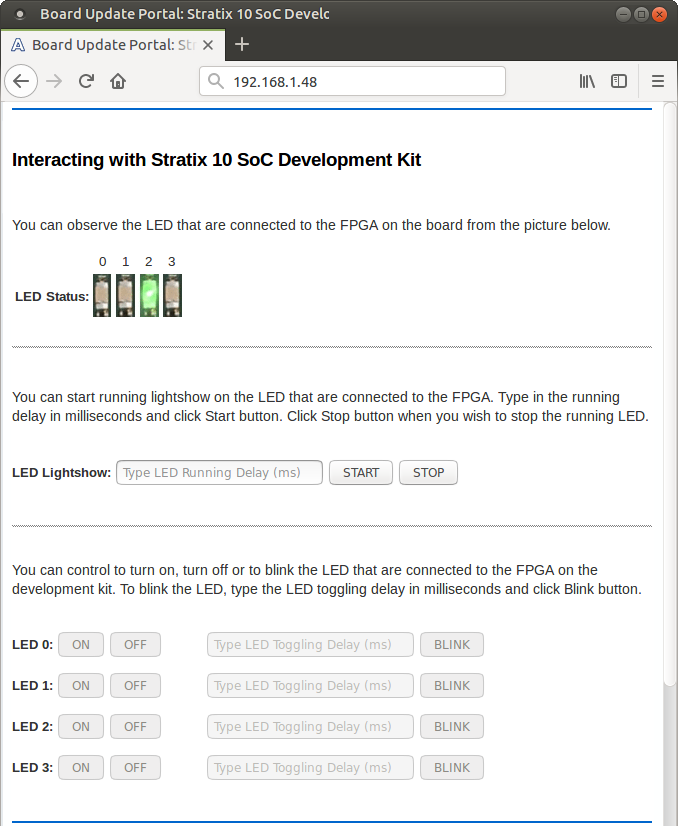 Board Update Portal: Stratix 10 SoC Develc
Board Update Portal: Str
192.168.1.48
Interacting with Stratix 10 SoC Development Kit
You can observe the LED that are connected to the FPGA on the board from the picture below.
0 1 2 3
LED Status:
You can start running lightshow on the LED that are connected to the FPGA. Type in the running
delay in milliseconds and click Start button. Click Stop button when you wish to stop the running LED.
LED Lightshow: Type LED Running Delay (ms) START STOP
You can control to turn on, turn off or to blink the LED that are connected to the FPGA on the
development kit. To blink the LED, type the LED toggling delay in milliseconds and click Blink button.
LED 0: ON OFF Type LED Toggling Delay (ms) BLINK
LED 1: ON OFF Type LED Toggling Delay (ms) BLINK
LED 2: ON OFF Type LED Toggling Delay (ms) BLINK
LED 3: ON OFF Type LED Toggling Delay (ms) BLINK